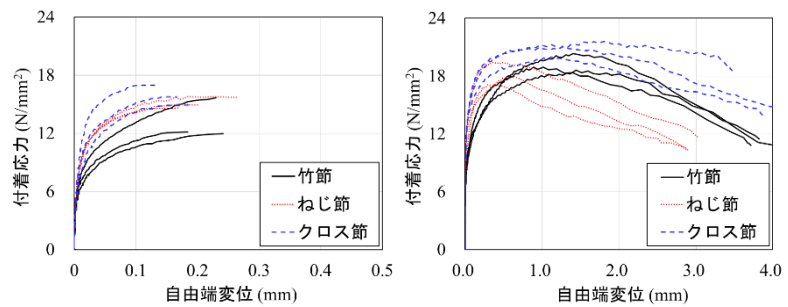 24
18
12
6
0
付着応力 (N/mm²)
竹節
ねじ節
クロス節
0
0.1
0.2
0.3
0.4
0.5
自由端変位 (mm)
24
18
12
6
0
付着応力 (N/mm²)
竹節
ねじ節
クロス節
0.0
1.0
2.0
3.0
4.0
自由端変位 (mm)